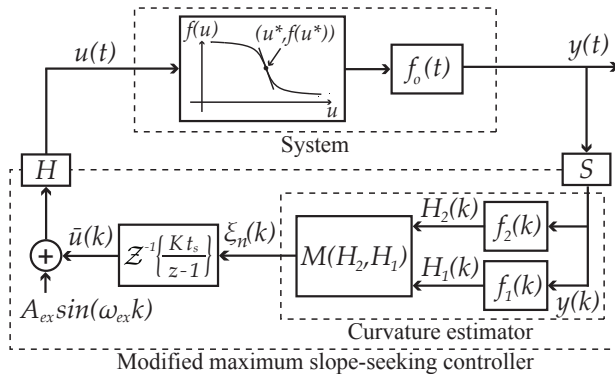 u(t)
f(u)
(u*,f(u*))
u
f_o(t)
y(t)
System
H
S
ū(k)
Z⁻¹{K t_s / z-1}
ξ_n(k)
M(H_2,H_1)
H_2(k)
f_2(k)
H_1(k)
f_1(k)
y(k)
+
A_ex sin(ω_ex k)
Curvature estimator
Modified maximum slope-seeking controller